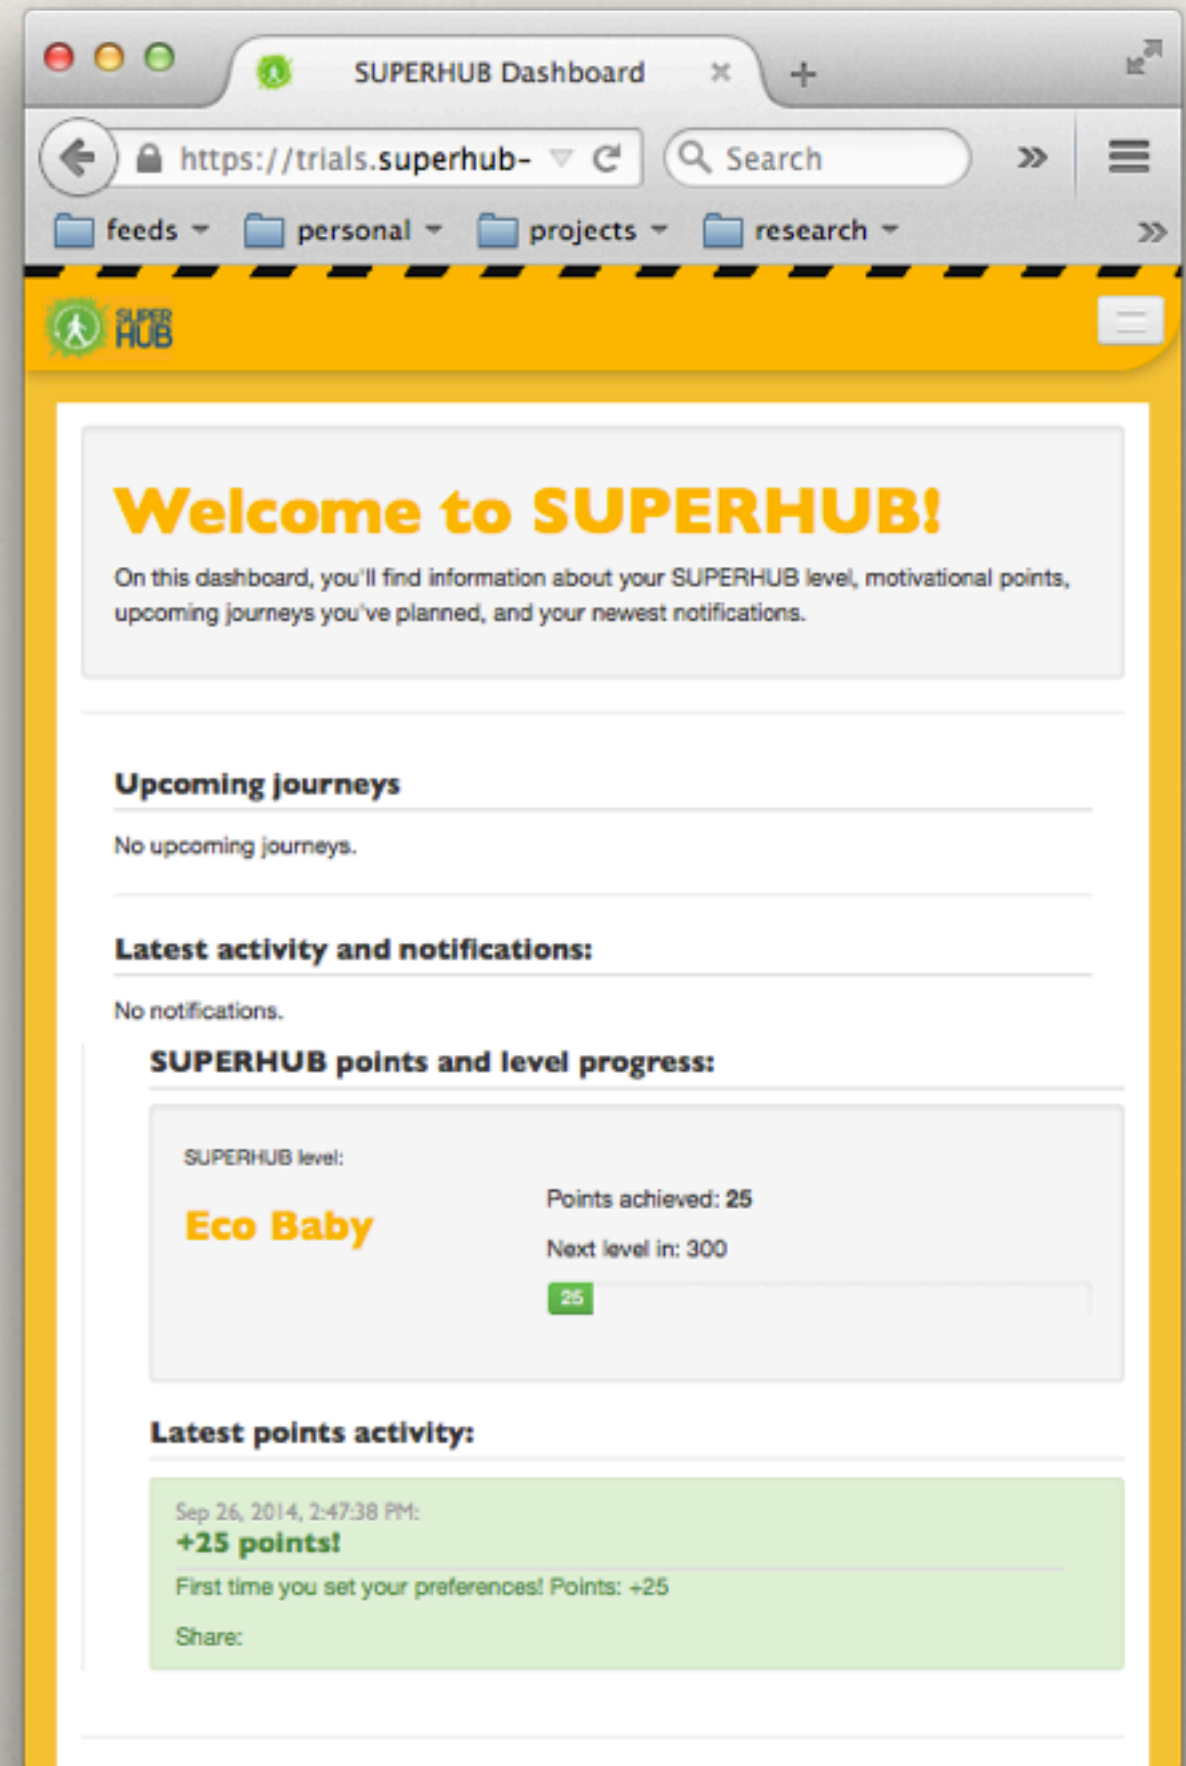 SUPERHUB Dashboard
https://trials.superhub-
Search
feeds
personal
projects
research
SUPER
HUB
Welcome to SUPERHUB!
On this dashboard, you'll find information about your SUPERHUB level, motivational points,
upcoming journeys you've planned, and your newest notifications.
Upcoming journeys
No upcoming journeys.
Latest activity and notifications:
No notifications.
SUPERHUB points and level progress:
SUPERHUB level:
Eco Baby
Points achieved: 25
Next level in: 300
25
Latest points activity:
Sep 26, 2014, 2:47:38 PM:
+25 points!
First time you set your preferences! Points: +25
Share: